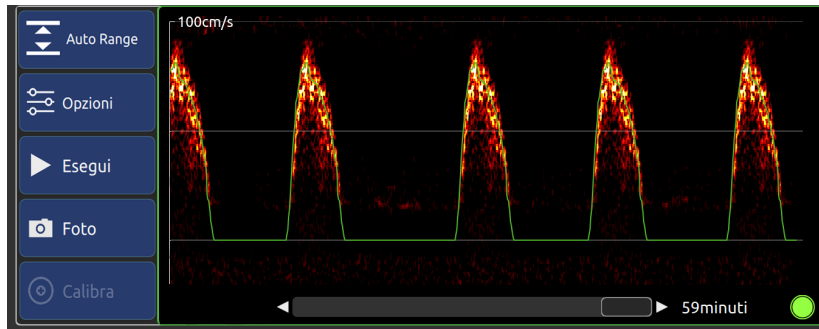 Auto Range
Opzioni
Esegui
Foto
Calibra
100cm/s
59minuti